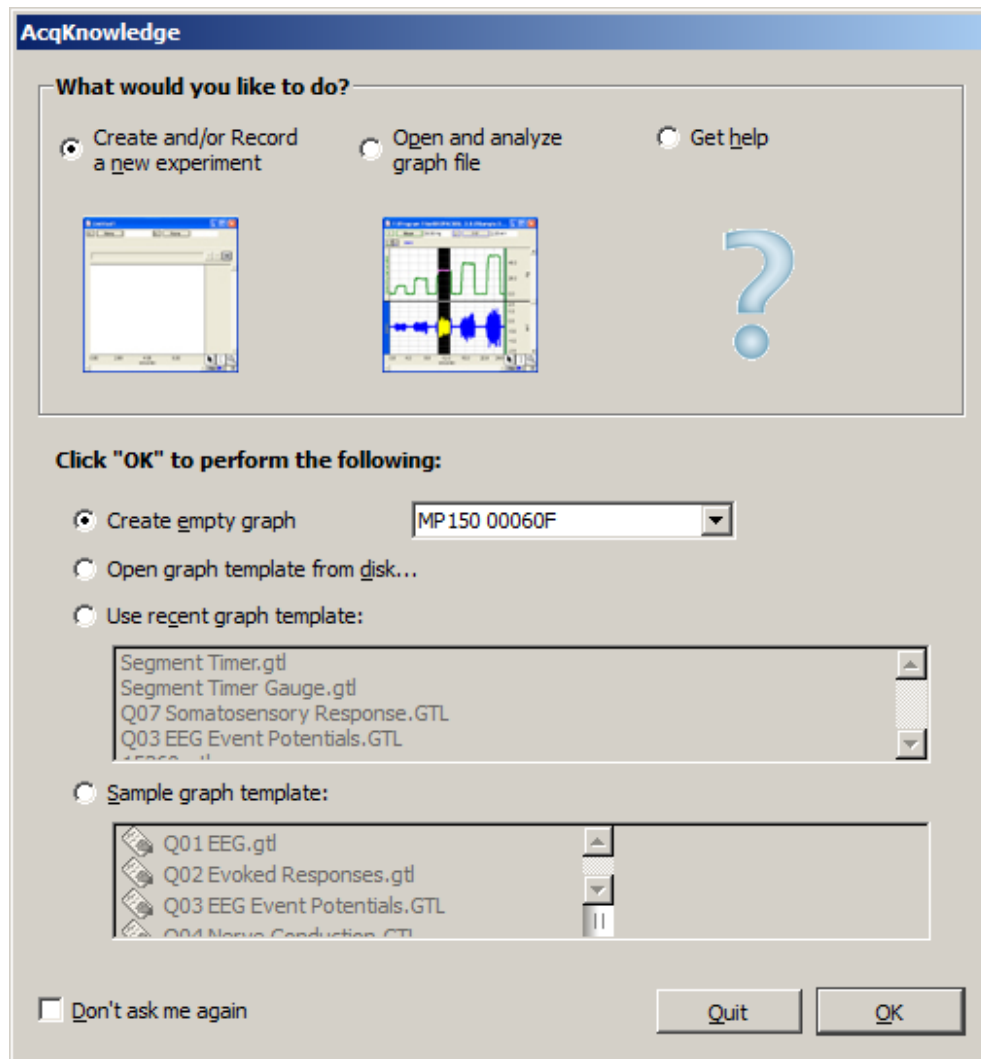 AcqKnowledge
What would you like to do?
Create and/or Record
a new experiment
Open and analyze
graph file
Get help
Click "OK" to perform the following:
Create empty graph
MP150 00060F
Open graph template from disk...
Use recent graph template:
Segment Timer.gtl
Segment Timer Gauge.gtl
Q07 Somatosensory Response.GTL
Q03 EEG Event Potentials.GTL
Sample graph template:
Q01 EEG.gtl
Q02 Evoked Responses.gtl
Q03 EEG Event Potentials.GTL
Q04 Nerve Conduction.GTL
Don't ask me again
Quit
OK